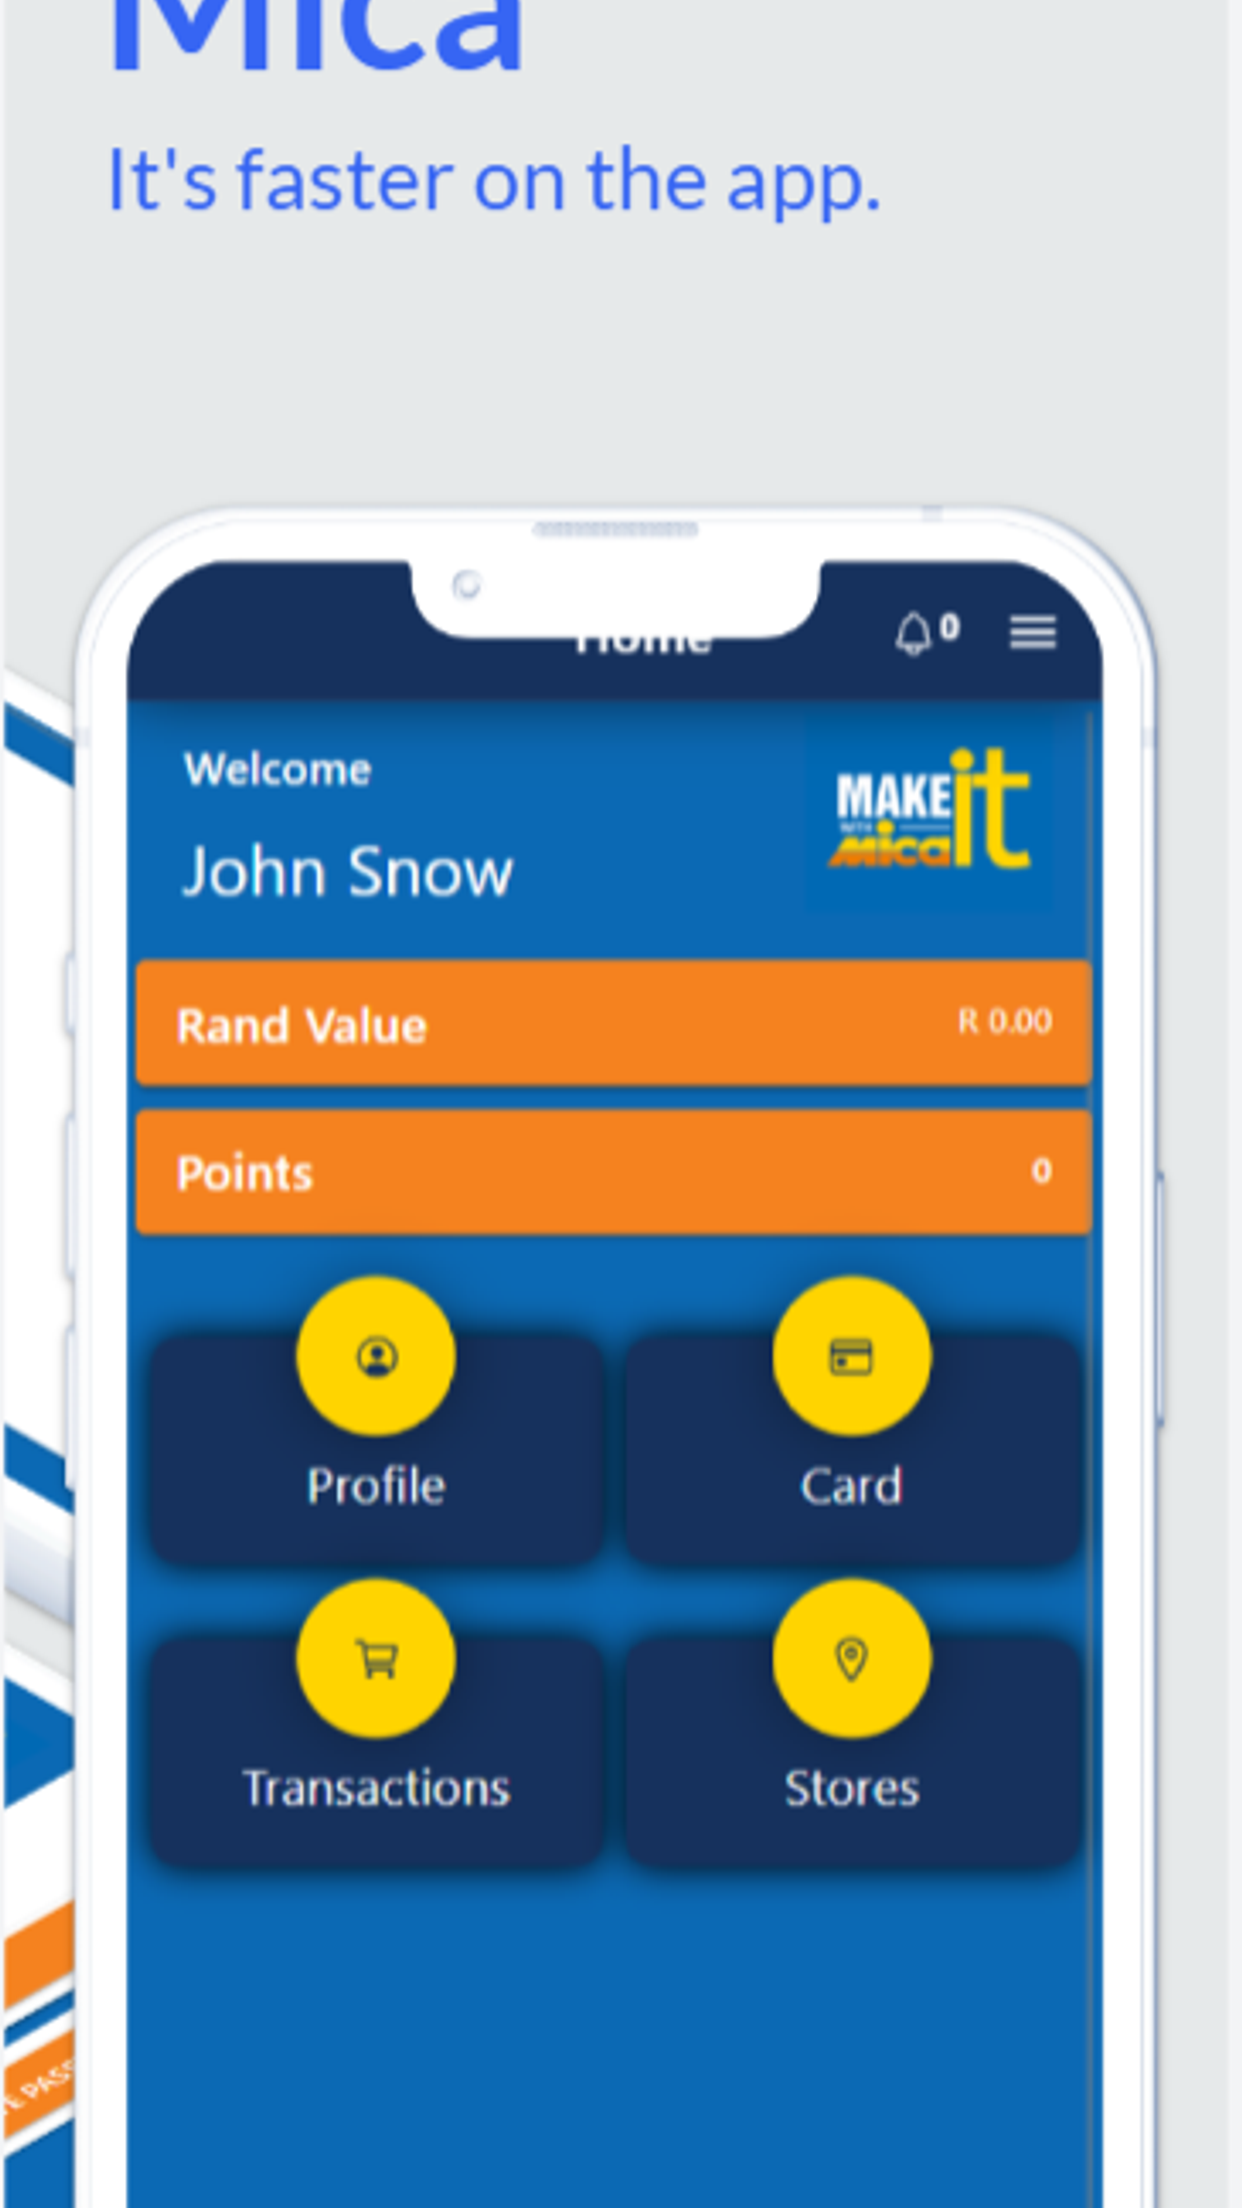 Mica
It's faster on the app.
Home
0
Welcome
John Snow
MAKE it
WITH
Mica
Rand Value
R 0.00
Points
0
Profile
Card
Transactions
Stores